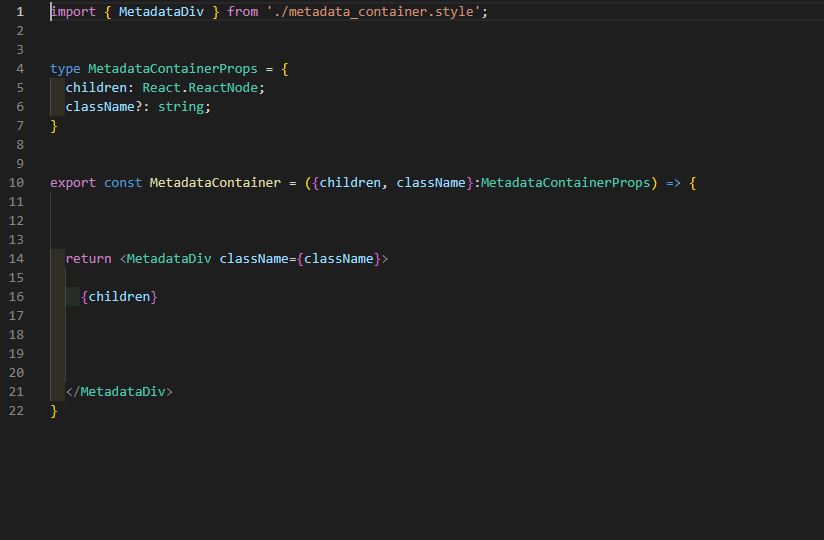 1 import { MetadataDiv } from './metadata_container.style';
2
3
4 type MetadataContainerProps = {
5   children: React.ReactNode;
6   className?: string;
7 }
8
9
10 export const MetadataContainer = ({children, className}:MetadataContainerProps) => {
11
12
13
14   return <MetadataDiv className={className}>
15
16     {children}
17
18
19
20
21   </MetadataDiv>
22 }